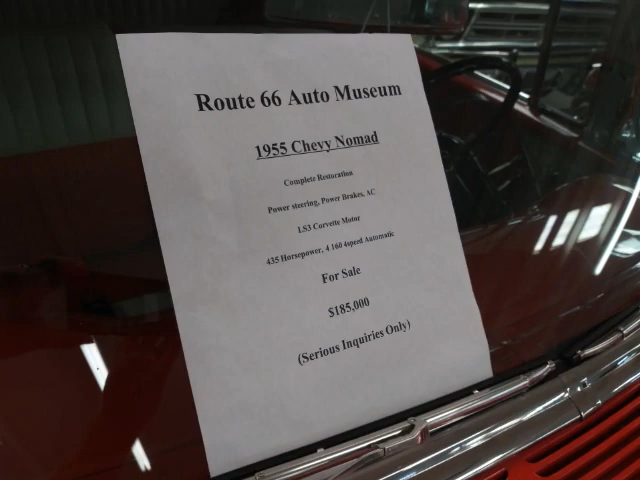 Route 66 Auto Museum
1955 Chevy Nomad
Complete Restoration
Power steering, Power Brakes, AC
LS3 Corvette Motor
435 Horsepower, 4 160 4speed Automatic
For Sale
$185,000
(Serious Inquiries Only)